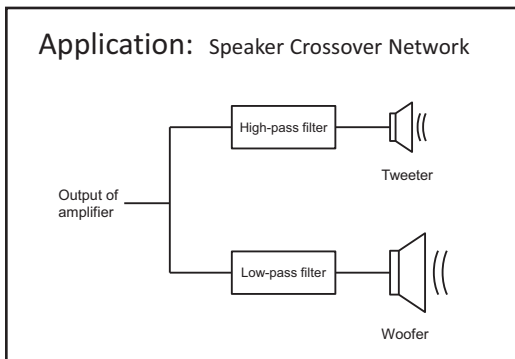 Application: Speaker Crossover Network
High-pass filter
Tweeter
Output of
amplifier
Low-pass filter
Woofer